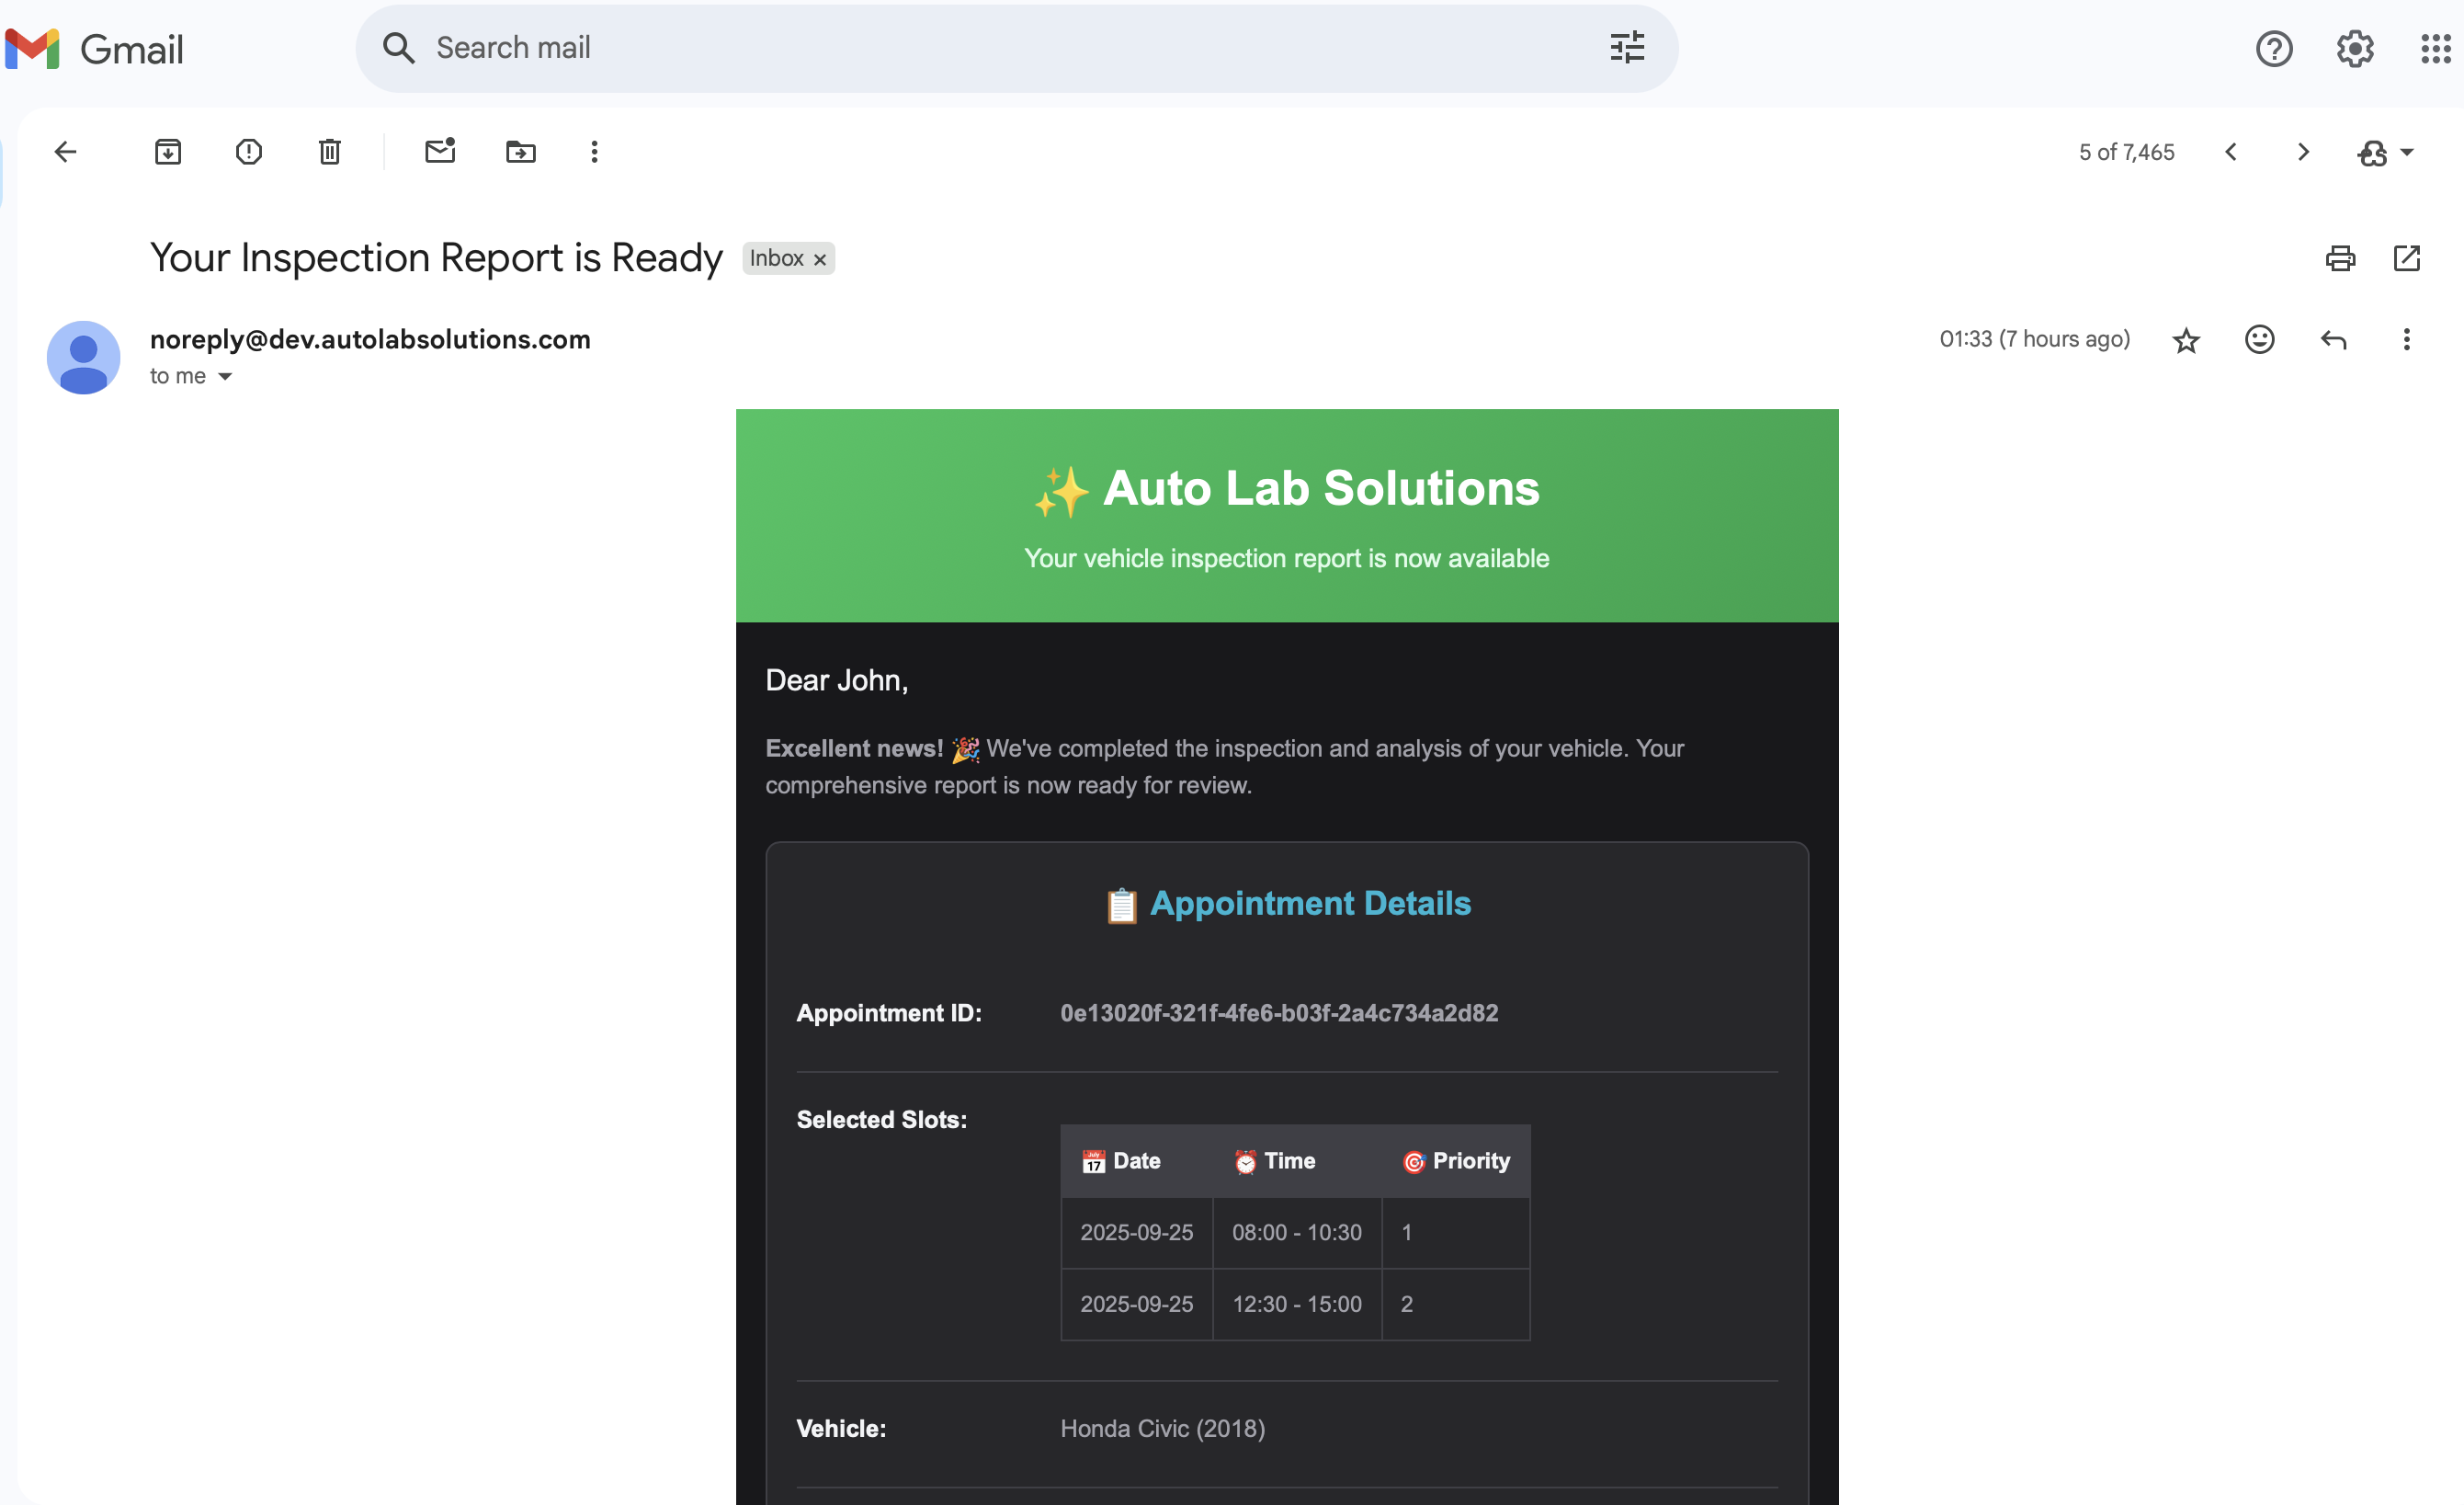 Gmail
Search mail
5 of 7,465
Your Inspection Report is Ready Inbox ×
noreply@dev.autolabsolutions.com
01:33 (7 hours ago)
to me
✨ Auto Lab Solutions
Your vehicle inspection report is now available
Dear John,
Excellent news! 🎉 We've completed the inspection and analysis of your vehicle. Your
comprehensive report is now ready for review.
📋 Appointment Details
Appointment ID: 0e13020f-321f-4fe6-b03f-2a4c734a2d82
Selected Slots:
📅 Date ⏰ Time 🎯 Priority
2025-09-25 08:00 - 10:30 1
2025-09-25 12:30 - 15:00 2
Vehicle: Honda Civic (2018)